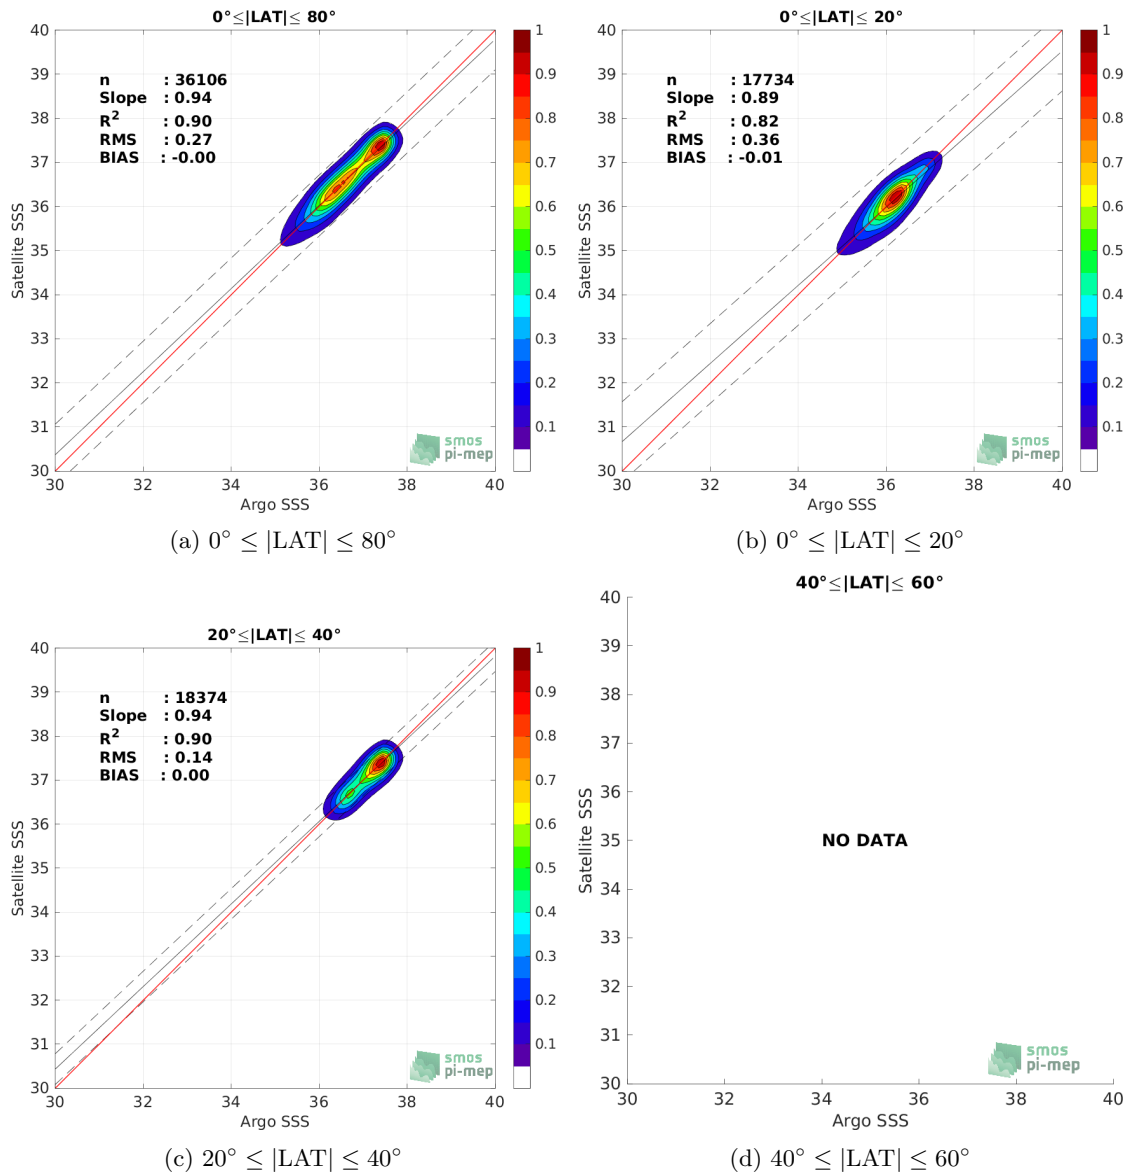 0°≤|LAT|≤ 80°
40
39
38
37
36
35
34
33
32
31
30
Satellite SSS
n : 36106
Slope : 0.94
R² : 0.90
RMS : 0.27
BIAS : -0.00
smos
pi-mep
30 32 34 36 38 40
Argo SSS
1
0.9
0.8
0.7
0.6
0.5
0.4
0.3
0.2
0.1
(a) 0° ≤ |LAT| ≤ 80°
0°≤|LAT|≤ 20°
40
39
38
37
36
35
34
33
32
31
30
Satellite SSS
n : 17734
Slope : 0.89
R² : 0.82
RMS : 0.36
BIAS : -0.01
smos
pi-mep
30 32 34 36 38 40
Argo SSS
1
0.9
0.8
0.7
0.6
0.5
0.4
0.3
0.2
0.1
(b) 0° ≤ |LAT| ≤ 20°
20°≤|LAT|≤ 40°
40
39
38
37
36
35
34
33
32
31
30
Satellite SSS
n : 18374
Slope : 0.94
R² : 0.90
RMS : 0.14
BIAS : 0.00
smos
pi-mep
30 32 34 36 38 40
Argo SSS
1
0.9
0.8
0.7
0.6
0.5
0.4
0.3
0.2
0.1
(c) 20° ≤ |LAT| ≤ 40°
40°≤|LAT|≤ 60°
40
39
38
37
36
35
34
33
32
31
30
Satellite SSS
NO DATA
smos
pi-mep
30 32 34 36 38 40
Argo SSS
(d) 40° ≤ |LAT| ≤ 60°